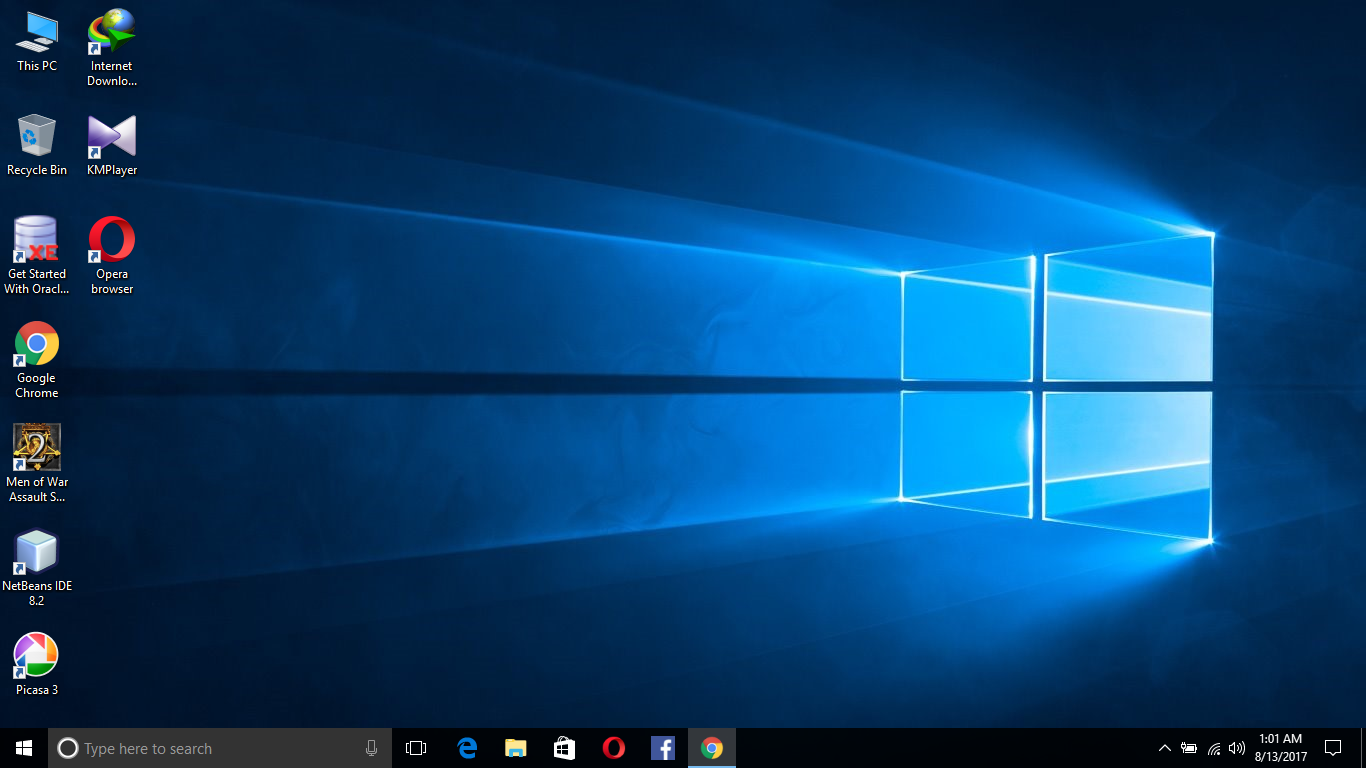 This PC
Internet
Downlo...
Recycle Bin
KMPlayer
XE
Get Started
With Oracl...
Opera
browser
Google
Chrome
2
Men of War
Assault S...
NetBeans IDE
8.2
Picasa 3
Type here to search
1:01 AM
8/13/2017